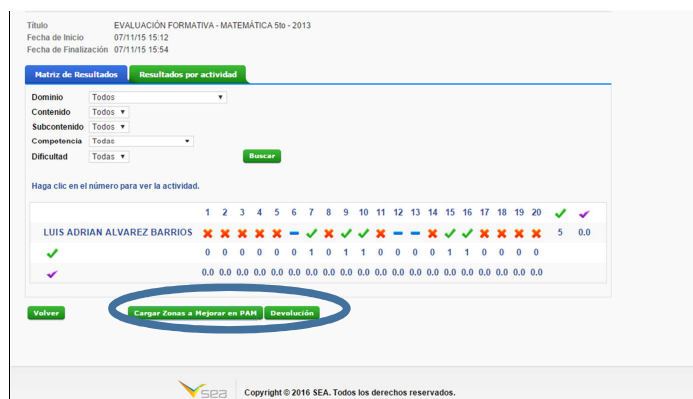 Título EVALUACIÓN FORMATIVA - MATEMÁTICA 5to - 2013
Fecha de Inicio 07/11/15 15:12
Fecha de Finalización 07/11/15 15:54
Matriz de Resultados Resultados por actividad
Dominio Todos
Contenido Todos
Subcontenido Todos
Competencia Todas
Dificultad Todas Buscar
Haga clic en el número para ver la actividad.
1 2 3 4 5 6 7 8 9 10 11 12 13 14 15 16 17 18 19 20
LUIS ADRIAN ALVAREZ BARRIOS 5 0.0
0 0 0 0 0 0 1 0 1 1 0 0 0 0 1 1 0 0 0 0
0.0 0.0 0.0 0.0 0.0 0.0 0.0 0.0 0.0 0.0 0.0 0.0 0.0 0.0 0.0 0.0 0.0 0.0 0.0 0.0
Volver Cargar Zonas a Mejorar en PAM Devolución
sea Copyright © 2016 SEA. Todos los derechos reservados.